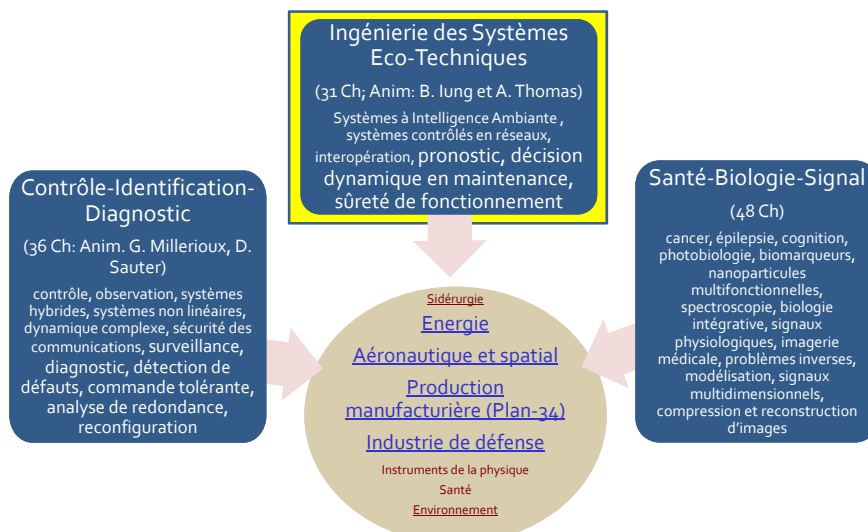 Ingénierie des Systèmes
Eco-Techniques
(31 Ch; Anim: B. Iung et A. Thomas)
Systèmes à Intelligence Ambiante ,
systèmes contrôlés en réseaux,
interopération, pronostic, décision
dynamique en maintenance,
sûreté de fonctionnement
Contrôle-Identification-
Diagnostic
(36 Ch: Anim. G. Millerioux, D.
Sauter)
contrôle, observation, systèmes
hybrides, systèmes non linéaires,
dynamique complexe, sécurité des
communications, surveillance,
diagnostic, détection de
défauts, commande tolérante,
analyse de redondance,
reconfiguration
Santé-Biologie-Signal
(48 Ch)
cancer, épilepsie, cognition,
photobiologie, biomarqueurs,
nanoparticules
multifonctionnelles,
spectroscopie, biologie
intégrative, signaux
physiologiques, imagerie
médicale, problèmes inverses,
modélisation, signaux
multidimensionnels,
compression et reconstruction
d'images
Sidérurgie
Energie
Aéronautique et spatial
Production
manufacturière (Plan-34)
Industrie de défense
Instruments de la physique
Santé
Environnement